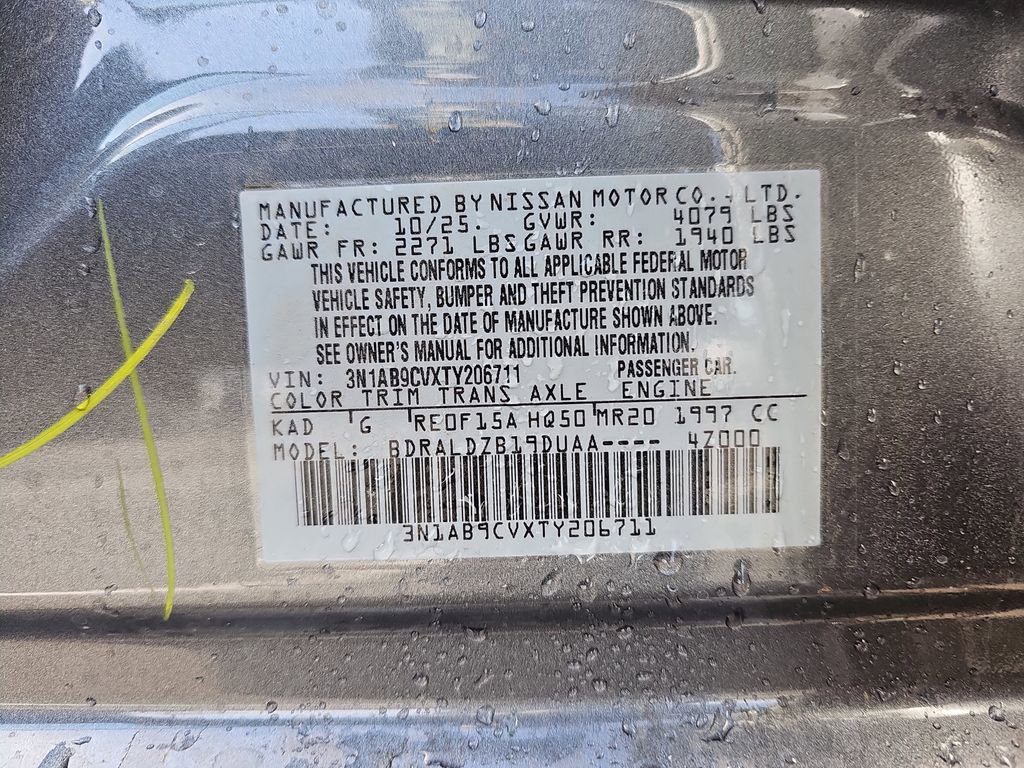 MANUFACTURED BY NISSAN MOTOR CO., LTD.
DATE: 10/25. GVWR: 4079 LBS
GAWR FR: 2271 LBS GAWR RR: 1940 LBS
THIS VEHICLE CONFORMS TO ALL APPLICABLE FEDERAL MOTOR
VEHICLE SAFETY, BUMPER AND THEFT PREVENTION STANDARDS
IN EFFECT ON THE DATE OF MANUFACTURE SHOWN ABOVE.
SEE OWNER'S MANUAL FOR ADDITIONAL INFORMATION.
VIN: 3N1AB9CVXTY206711 PASSENGER CAR.
COLOR TRIM TRANS AXLE ENGINE
KAD G RE0F15A HQ50 MR20 1997 CC
MODEL: BDRALDZB19DUAA---- 4Z000
3N1AB9CVXTY206711